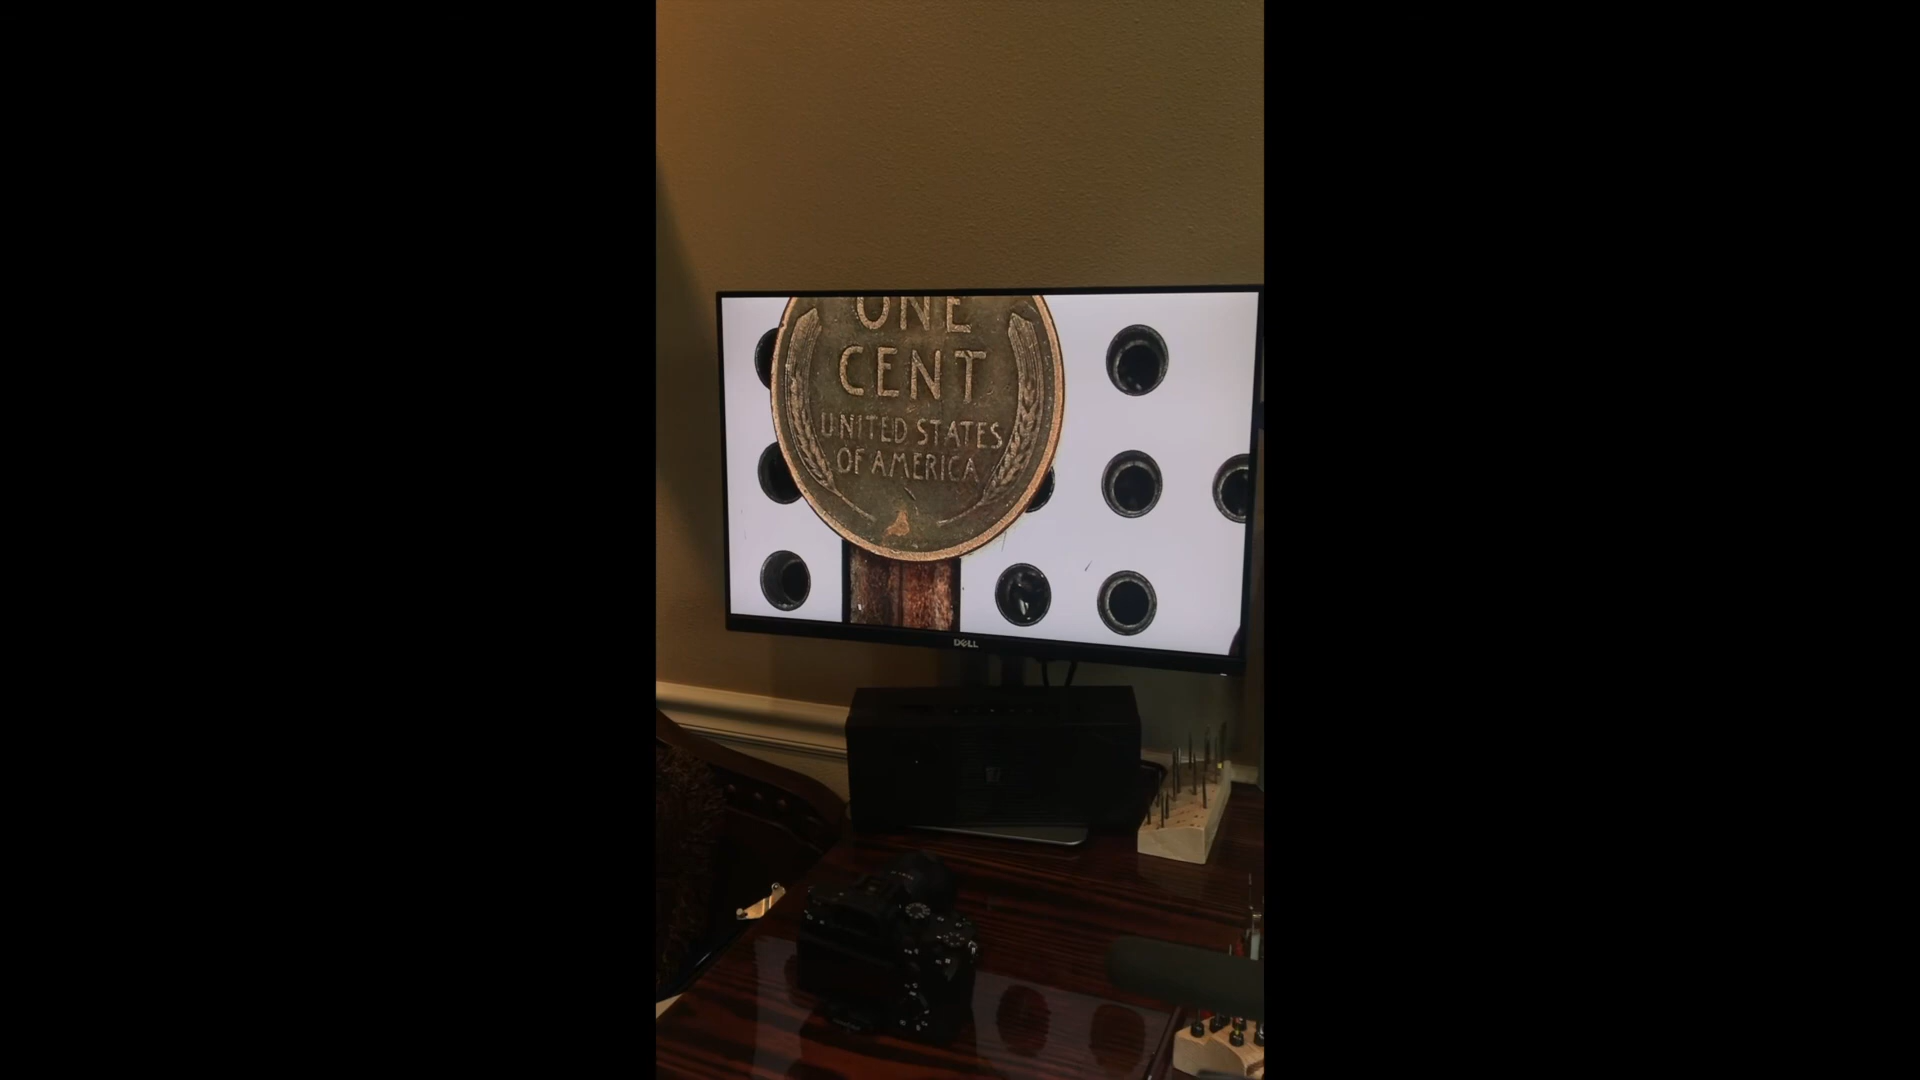 ONE
CENT
UNITED STATES
OF AMERICA
DELL